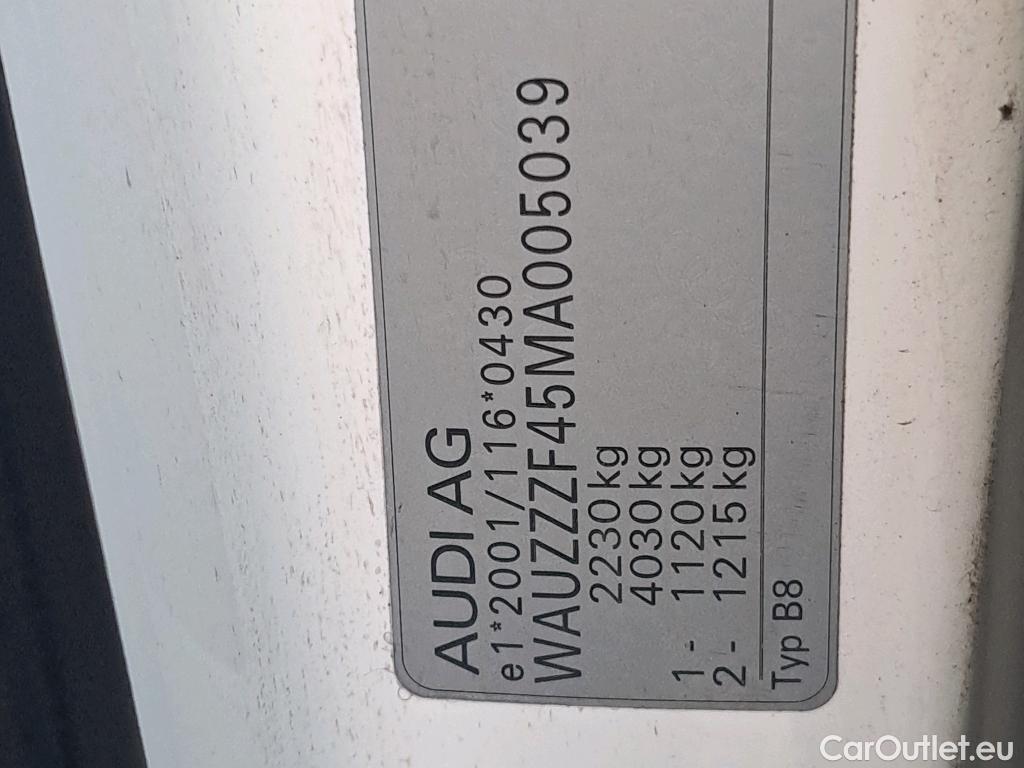 AUDI AG
e1*2001/116*0430
WAUZZZF45MA005039
2230 kg
4030 kg
1 - 1120 kg
2 - 1215 kg
Typ B8
CarOutlet.eu